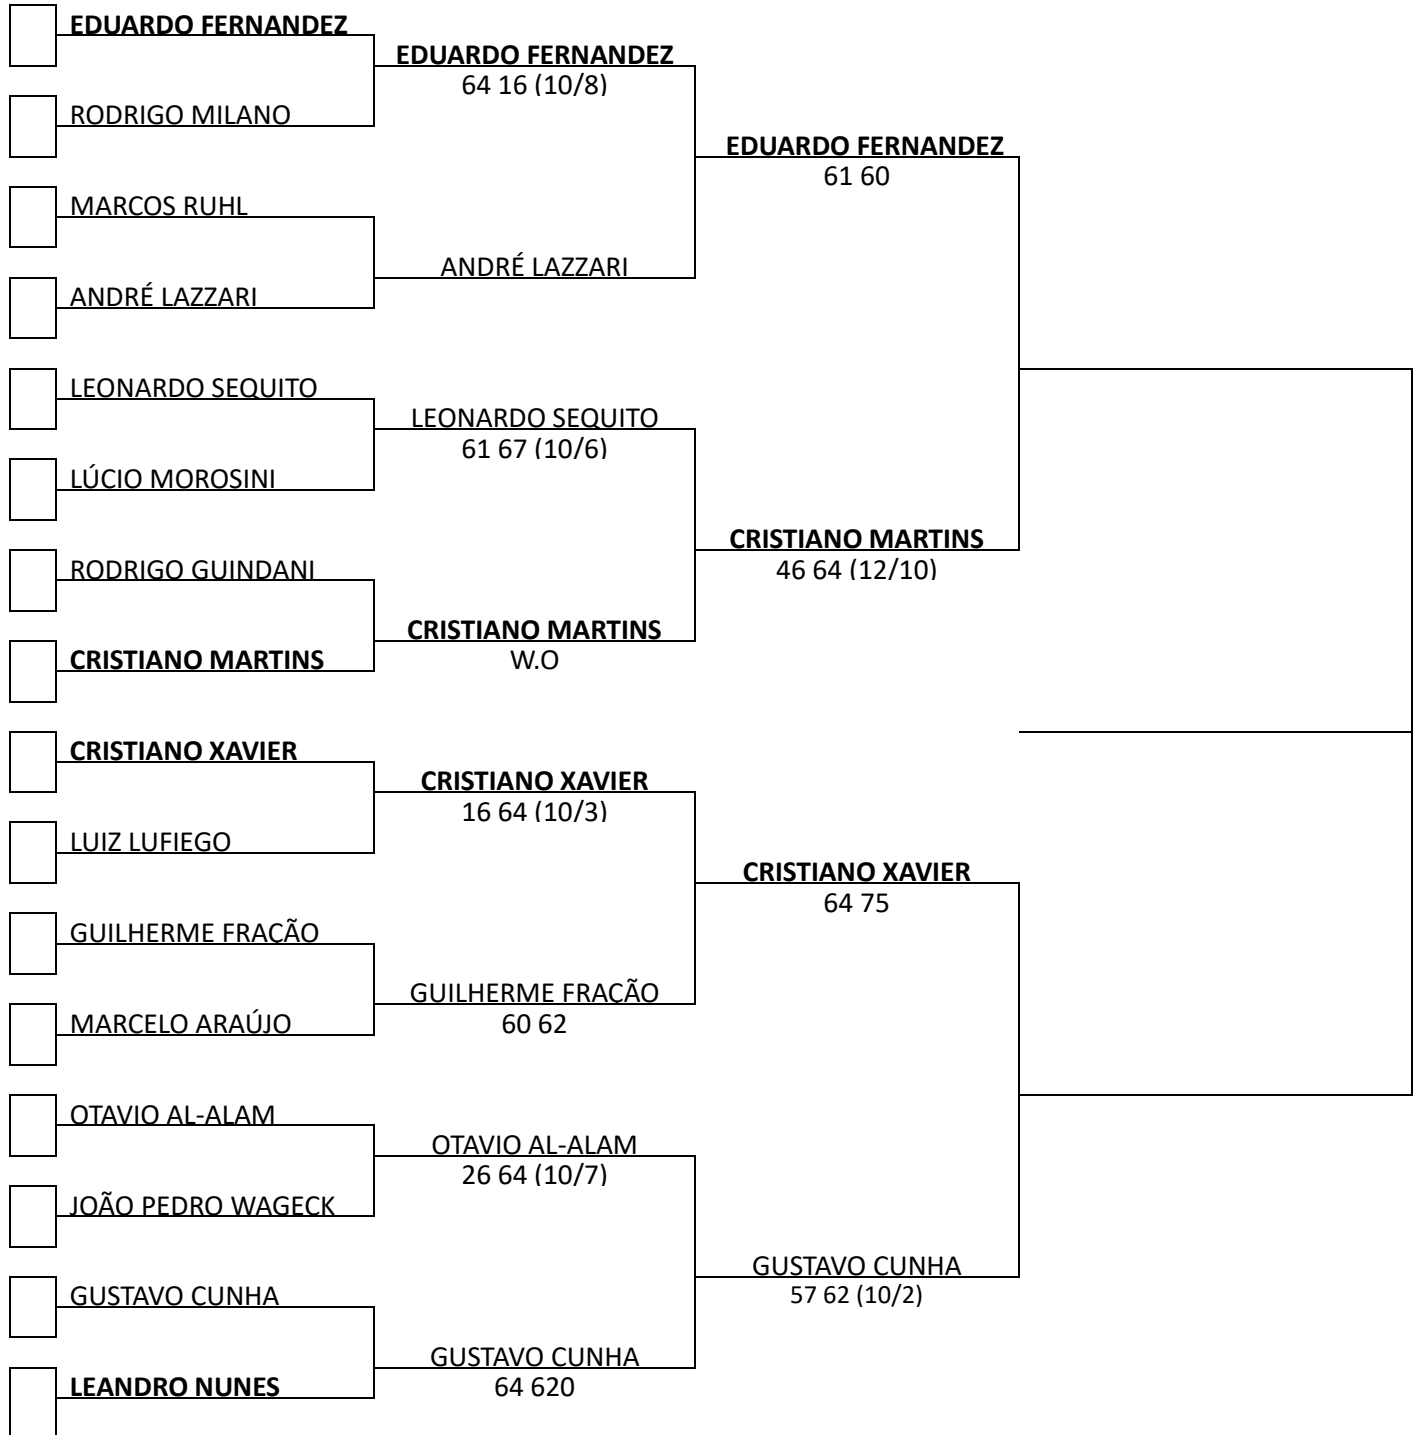 EDUARDO FERNANDEZ
EDUARDO FERNANDEZ
64 16 (10/8)
RODRIGO MILANO
EDUARDO FERNANDEZ
61 60
MARCOS RUHL
ANDRÉ LAZZARI
ANDRÉ LAZZARI
LEONARDO SEQUITO
LEONARDO SEQUITO
61 67 (10/6)
LÚCIO MOROSINI
CRISTIANO MARTINS
46 64 (12/10)
RODRIGO GUINDANI
CRISTIANO MARTINS
W.O
CRISTIANO MARTINS
CRISTIANO XAVIER
CRISTIANO XAVIER
16 64 (10/3)
LUIZ LUFIEGO
CRISTIANO XAVIER
64 75
GUILHERME FRAÇÃO
GUILHERME FRAÇÃO
60 62
MARCELO ARAÚJO
OTAVIO AL-ALAM
OTAVIO AL-ALAM
26 64 (10/7)
JOÃO PEDRO WAGECK
GUSTAVO CUNHA
57 62 (10/2)
GUSTAVO CUNHA
GUSTAVO CUNHA
64 620
LEANDRO NUNES